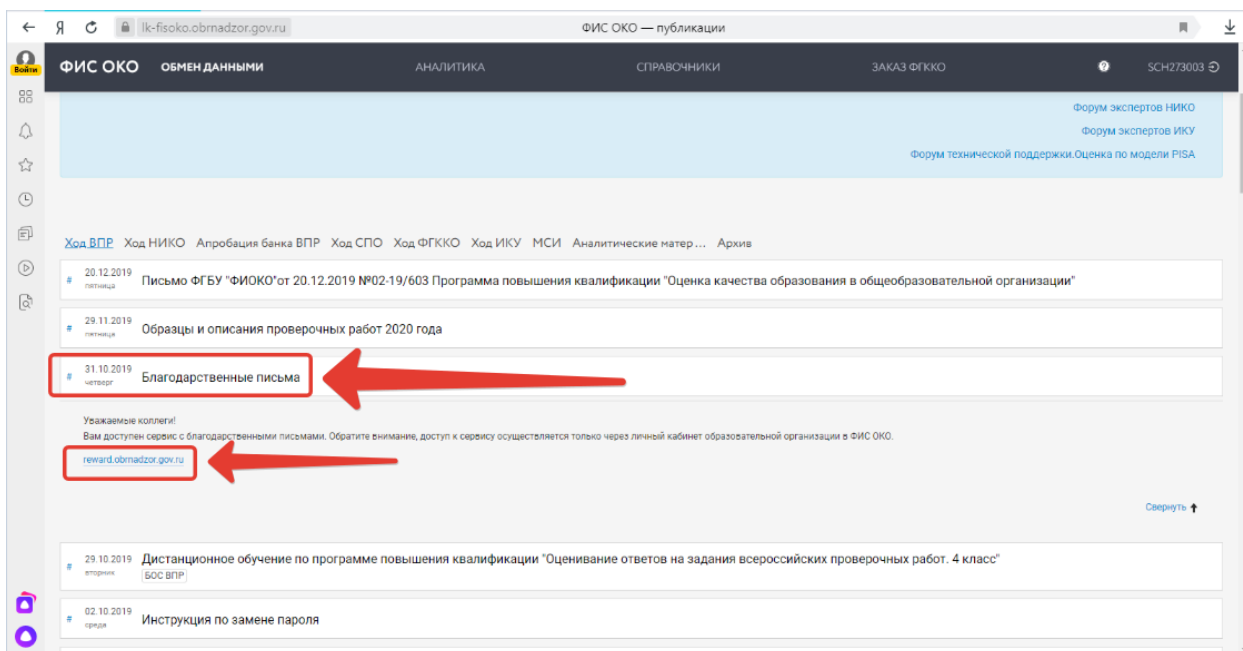 lk-fisoko.obrnadzor.gov.ru ФИС ОКО — публикации
Войти
ФИС ОКО ОБМЕН ДАННЫМИ АНАЛИТИКА СПРАВОЧНИКИ ЗАКАЗ ФГККО ? SCH273003
Форум экспертов НИКО
Форум экспертов ИКУ
Форум технической поддержки.Оценка по модели PISA
Ход ВПР Ход НИКО Апробация банка ВПР Ход СПО Ход ФГККО Ход ИКУ МСИ Аналитические матер... Архив
# 20.12.2019 пятница Письмо ФГБУ "ФИОКО"от 20.12.2019 №02-19/603 Программа повышения квалификации "Оценка качества образования в общеобразовательной организации"
# 29.11.2019 пятница Образцы и описания проверочных работ 2020 года
# 31.10.2019 четверг Благодарственные письма
Уважаемые коллеги!
Вам доступен сервис с благодарственными письмами. Обратите внимание, доступ к сервису осуществляется только через личный кабинет образовательной организации в ФИС ОКО.
reward.obrnadzor.gov.ru
Свернуть
# 29.10.2019 вторник Дистанционное обучение по программе повышения квалификации "Оценивание ответов на задания всероссийских проверочных работ. 4 класс"
БОС ВПР
# 02.10.2019 среда Инструкция по замене пароля